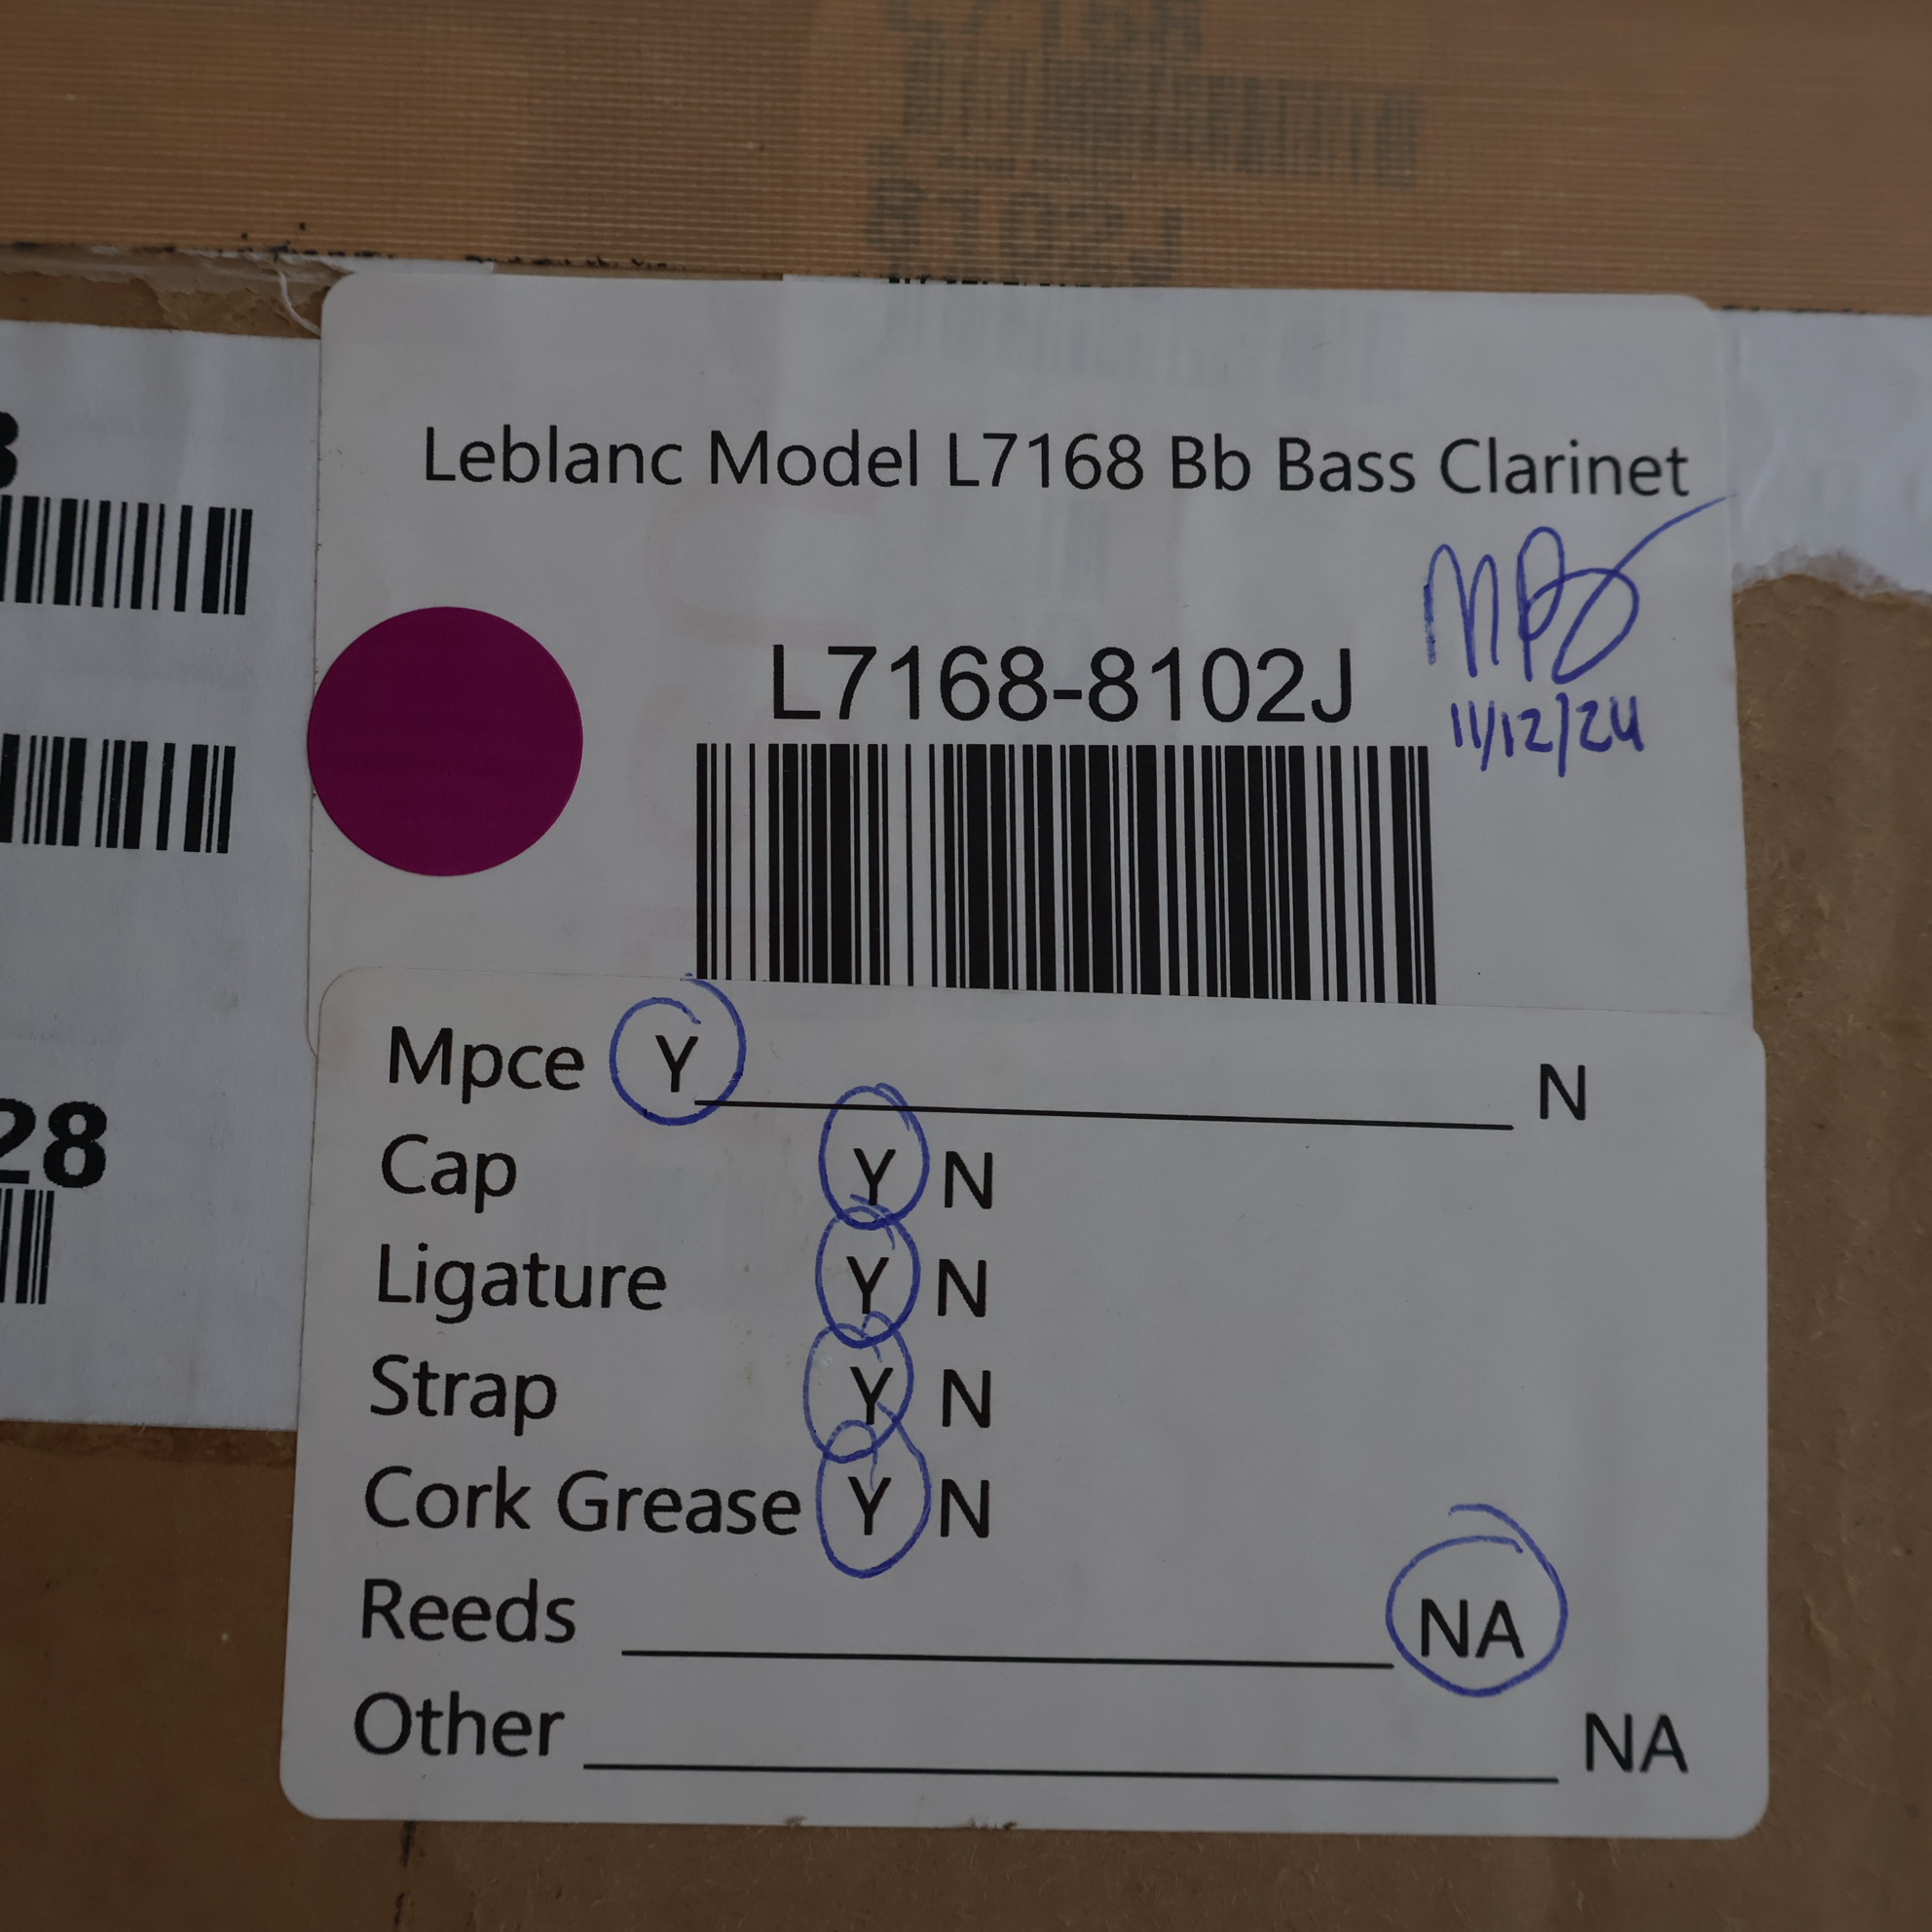 Leblanc Model L7168 Bb Bass Clarinet
L7168-8102J
11/12/24
Mpce Y N
Cap Y N
Ligature Y N
Strap Y N
Cork Grease Y N
Reeds NA
Other NA
28